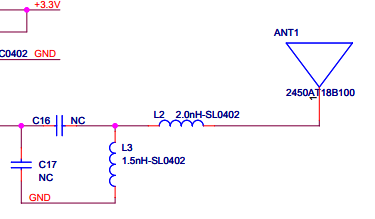 +3.3V
ANT1
C0402 GND
2450AT18B100
1
C16 NC
L2 2.0nH-SL0402
L3
1.5nH-SL0402
C17
NC
GND